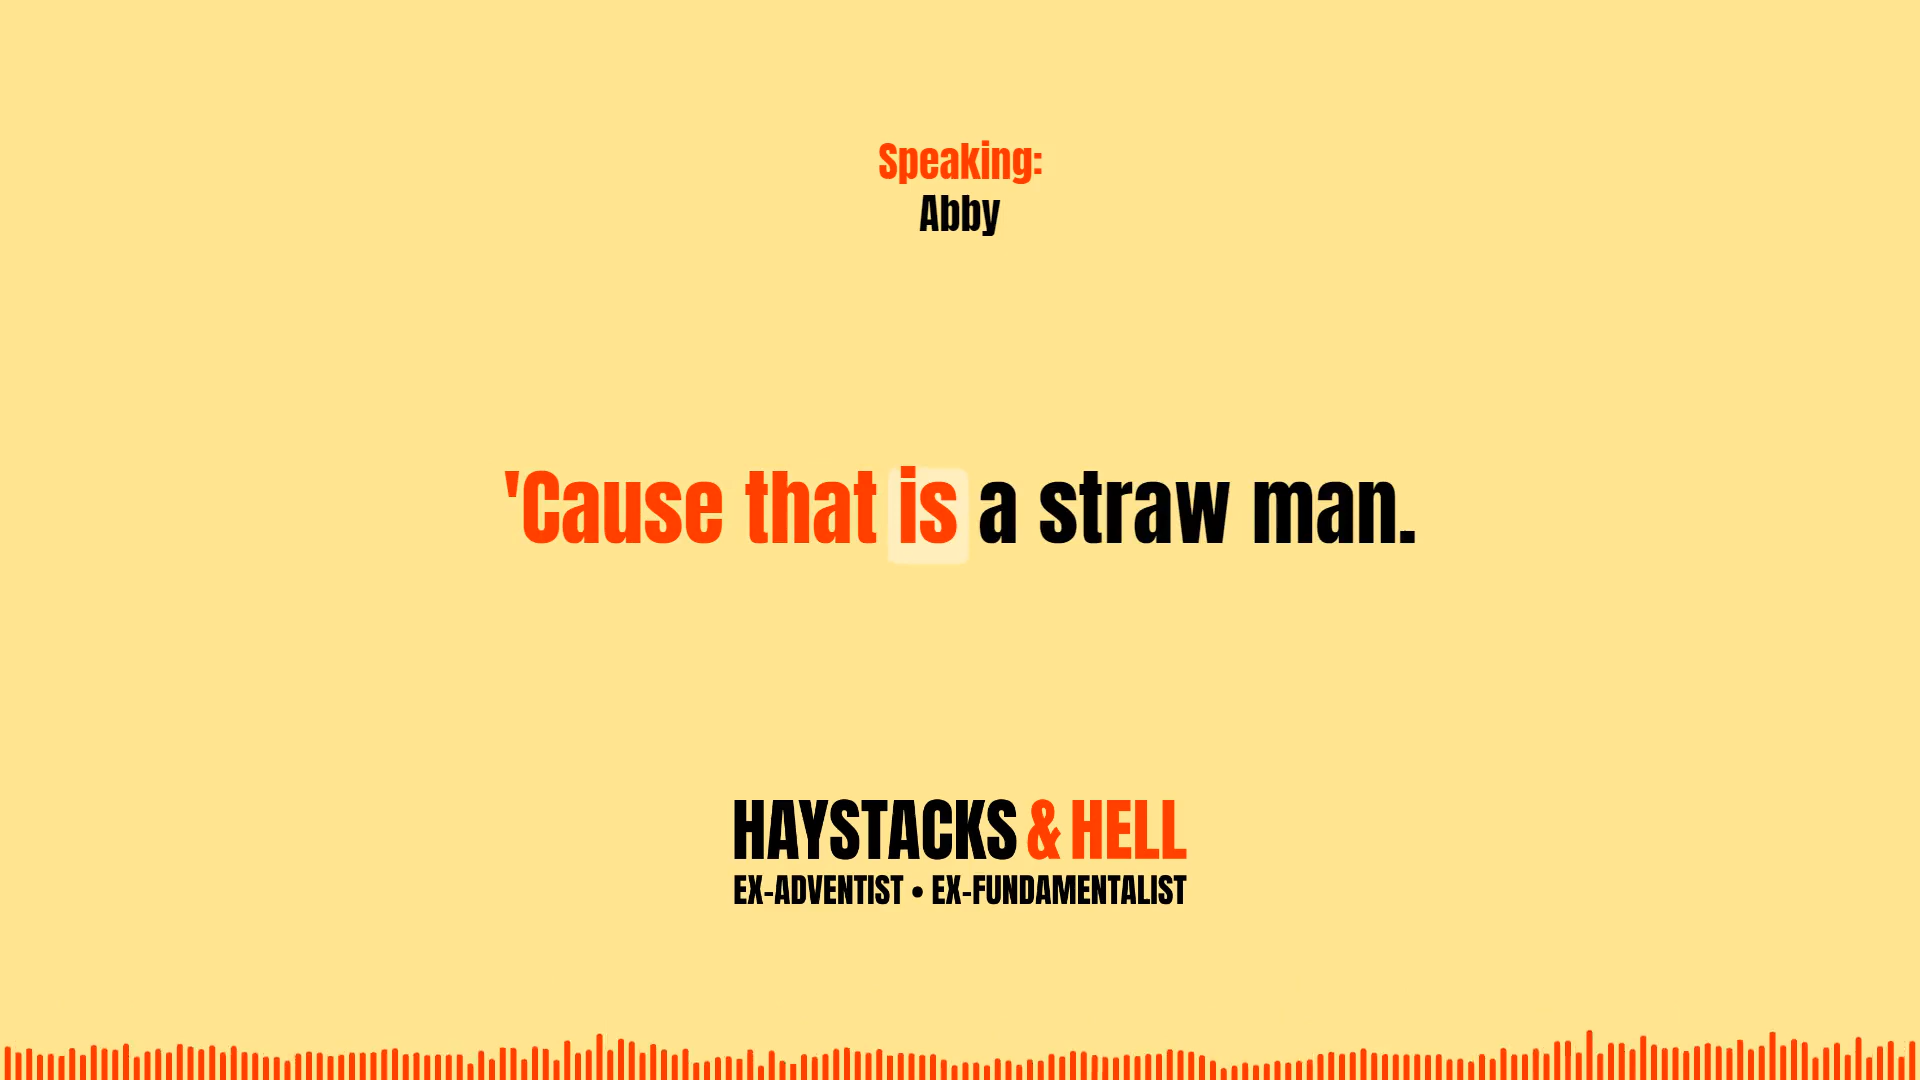 Speaking:
Abby
'Cause that is a straw man.
HAYSTACKS & HELL
EX-ADVENTIST • EX-FUNDAMENTALIST